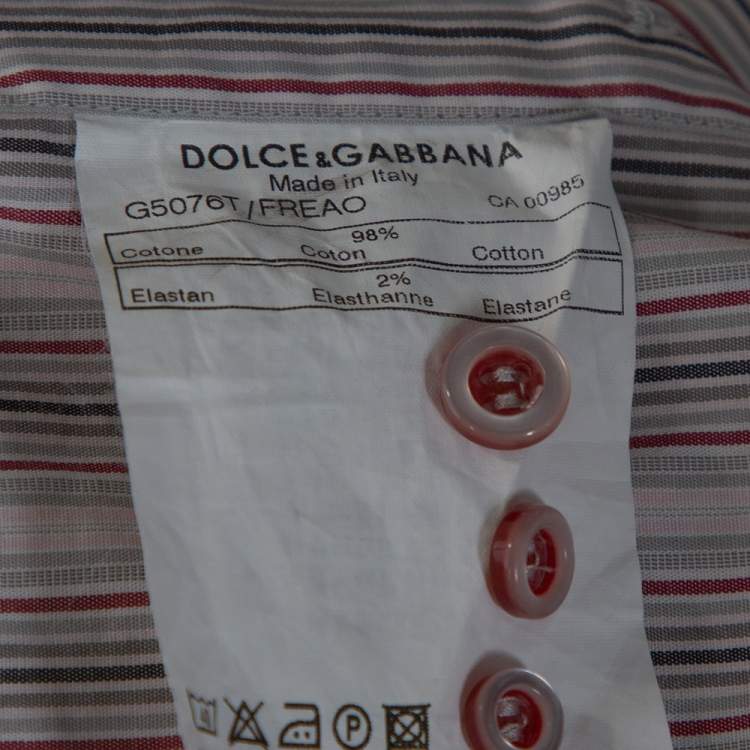 DOLCE&GABBANA
Made in Italy
G5076T/FREAO CA 00985
98%
Cotone Coton Cotton
2%
Elastan Elasthanne Elastane
P